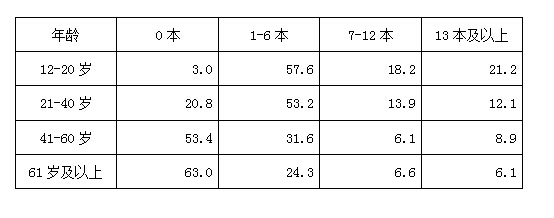 年龄 0 本 1-6 本 7-12 本 13 本及以上
12-20 岁 3.0 57.6 18.2 21.2
21-40 岁 20.8 53.2 13.9 12.1
41-60 岁 53.4 31.6 6.1 8.9
61 岁及以上 63.0 24.3 6.6 6.1